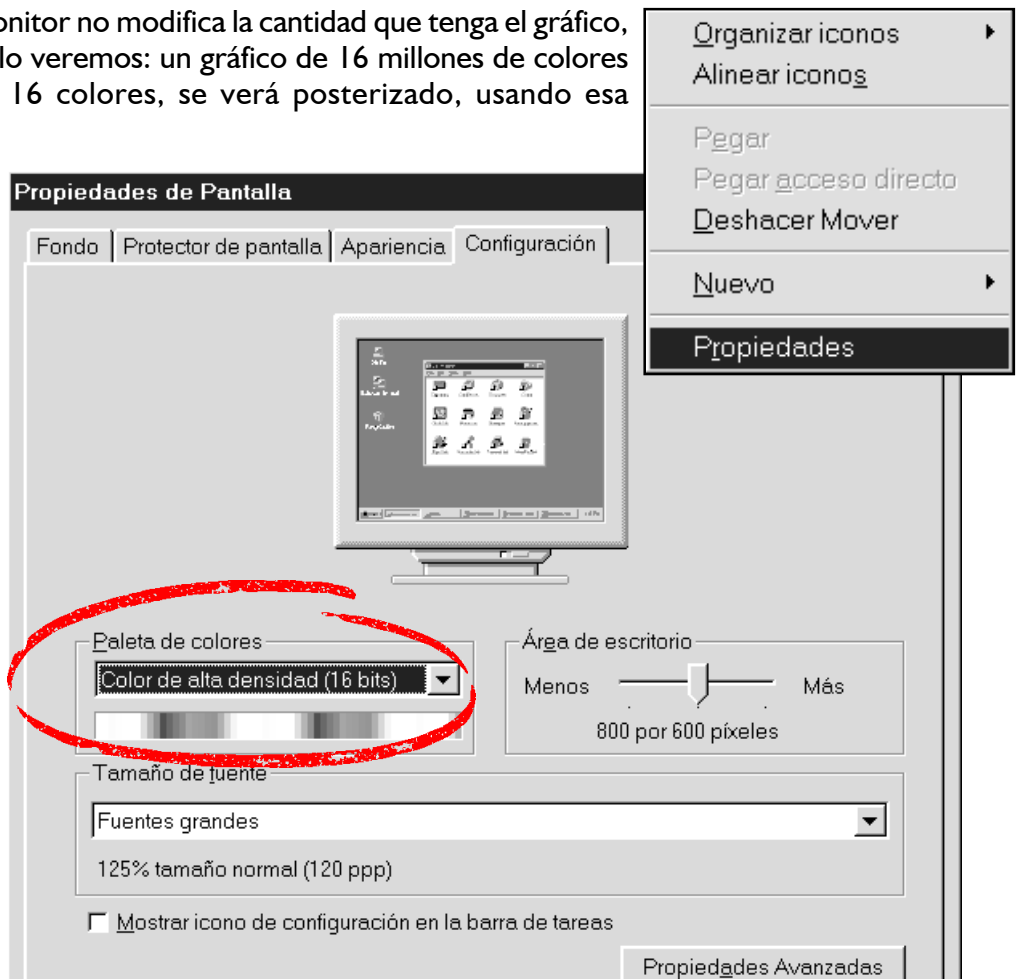 onitor no modifica la cantidad que tenga el gráfico,
lo veremos: un gráfico de 16 millones de colores
16 colores, se verá posterizado, usando esa
Organizar iconos
Alinear iconos
Pegar
Pegar acceso directo
Deshacer Mover
Nuevo
Propiedades
Propiedades de Pantalla
Fondo Protector de pantalla Apariencia Configuración
Paleta de colores
Color de alta densidad (16 bits)
Área de escritorio
Menos Más
800 por 600 píxeles
Tamaño de fuente
Fuentes grandes
125% tamaño normal (120 ppp)
Mostrar icono de configuración en la barra de tareas
Propiedades Avanzadas